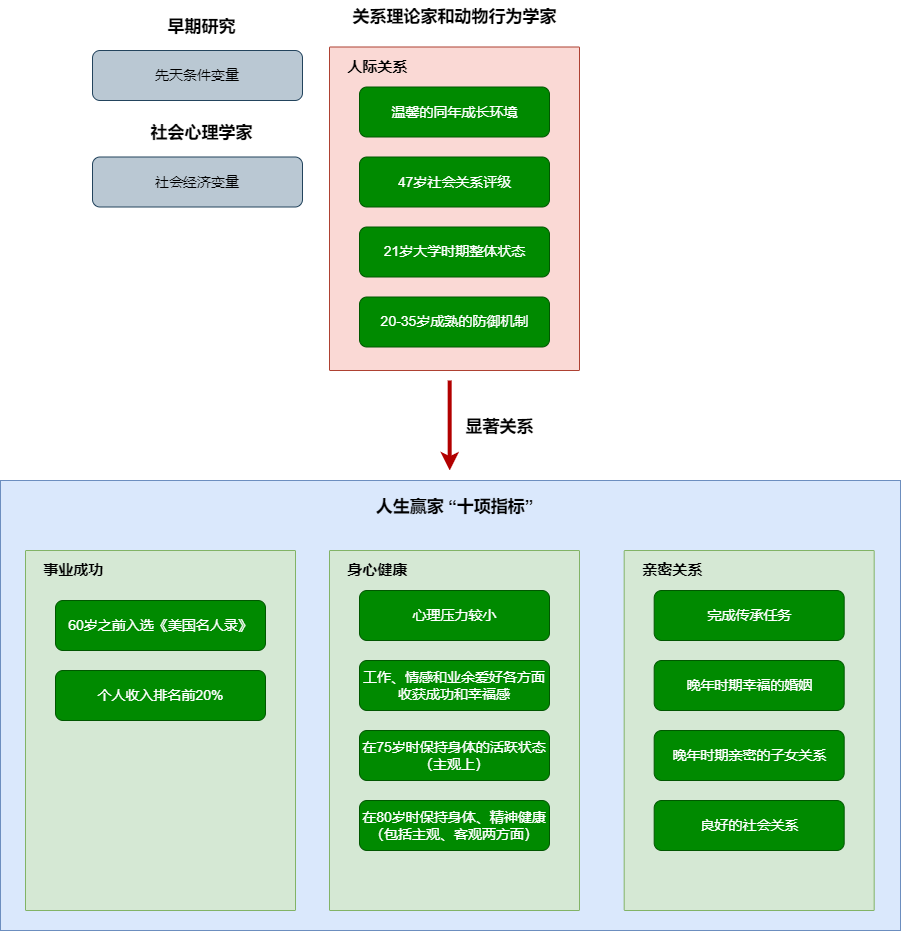 早期研究
先天条件变量
社会心理学家
社会经济变量
关系理论家和动物行为学家
人际关系
温馨的同年成长环境
47岁社会关系评级
21岁大学时期整体状态
20-35岁成熟的防御机制
显著关系
人生赢家 “十项指标”
事业成功
60岁之前入选《美国名人录》
个人收入排名前20%
身心健康
心理压力较小
工作、情感和业余爱好各方面
收获成功和幸福感
在75岁时保持身体的活跃状态
（主观上）
在80岁时保持身体、精神健康
（包括主观、客观两方面）
亲密关系
完成传承任务
晚年时期幸福的婚姻
晚年时期亲密的子女关系
良好的社会关系